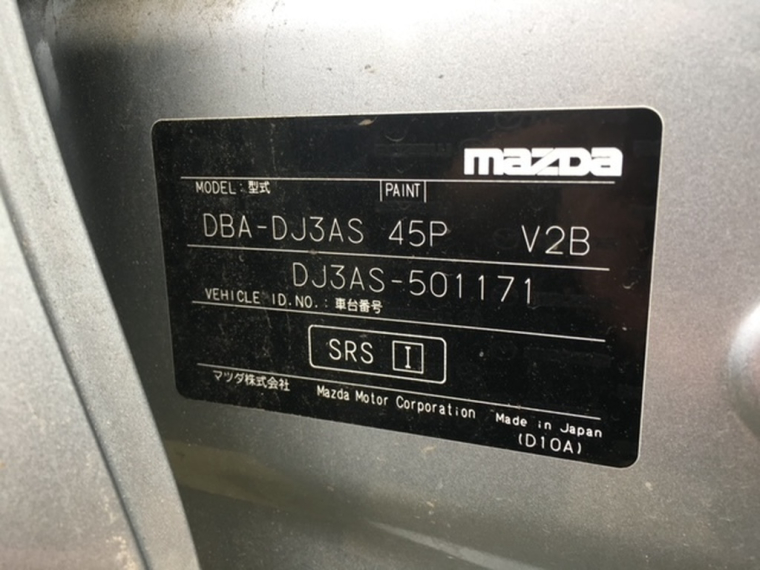 mazda
MODEL:型式 PAINT
DBA-DJ3AS 45P V2B
DJ3AS-501171
VEHICLE ID.NO.:車台番号
SRS I
マツダ株式会社 Mazda Motor Corporation Made in Japan
(D10A)